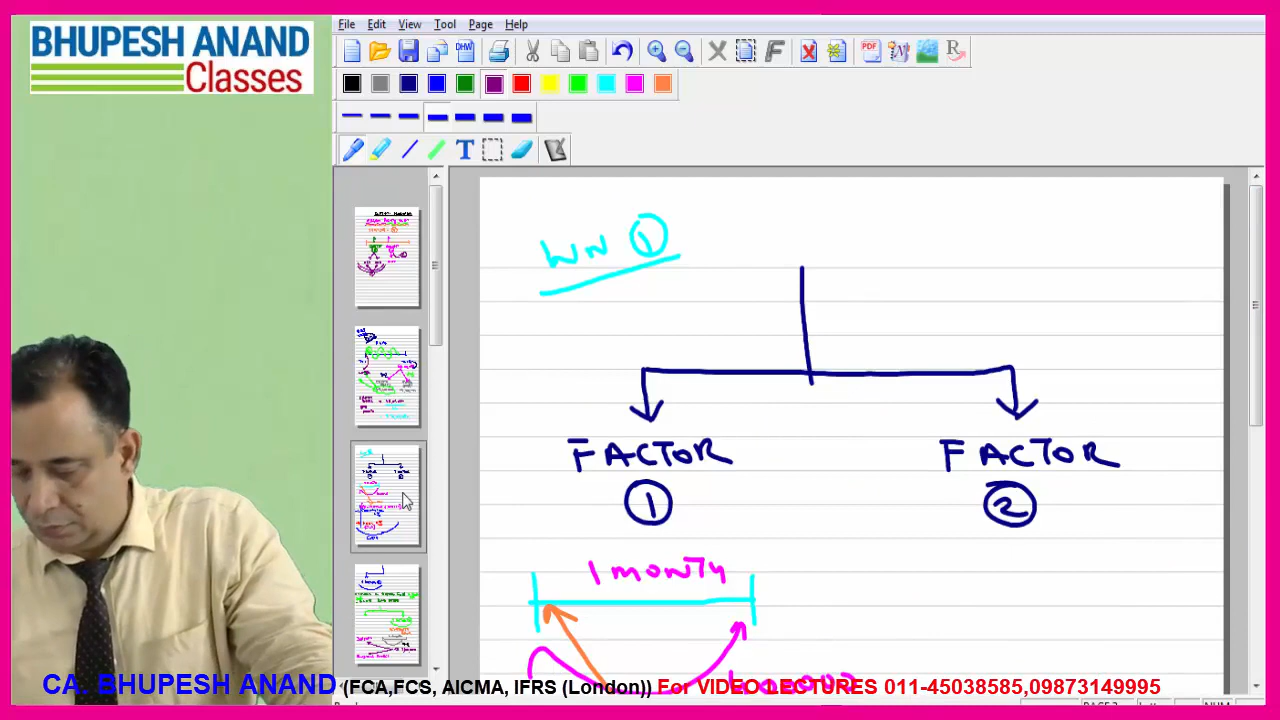 BHUPESH ANAND
Classes
File Edit View Tool Page Help
WN ①
FACTOR FACTOR
① ②
1 month
CA. BHUPESH ANAND (FCA,FCS, AICMA, IFRS (London)) For VIDEO LECTURES 011-45038585,09873149995